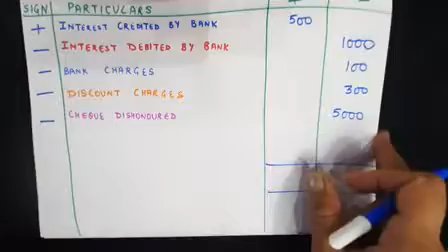 SIGN PARTICULARS
+ INTEREST CREDITED BY BANK 500
- INTEREST DEBITED BY BANK 1000
- BANK CHARGES 100
- DISCOUNT CHARGES 300
- CHEQUE DISHONOURED 5000